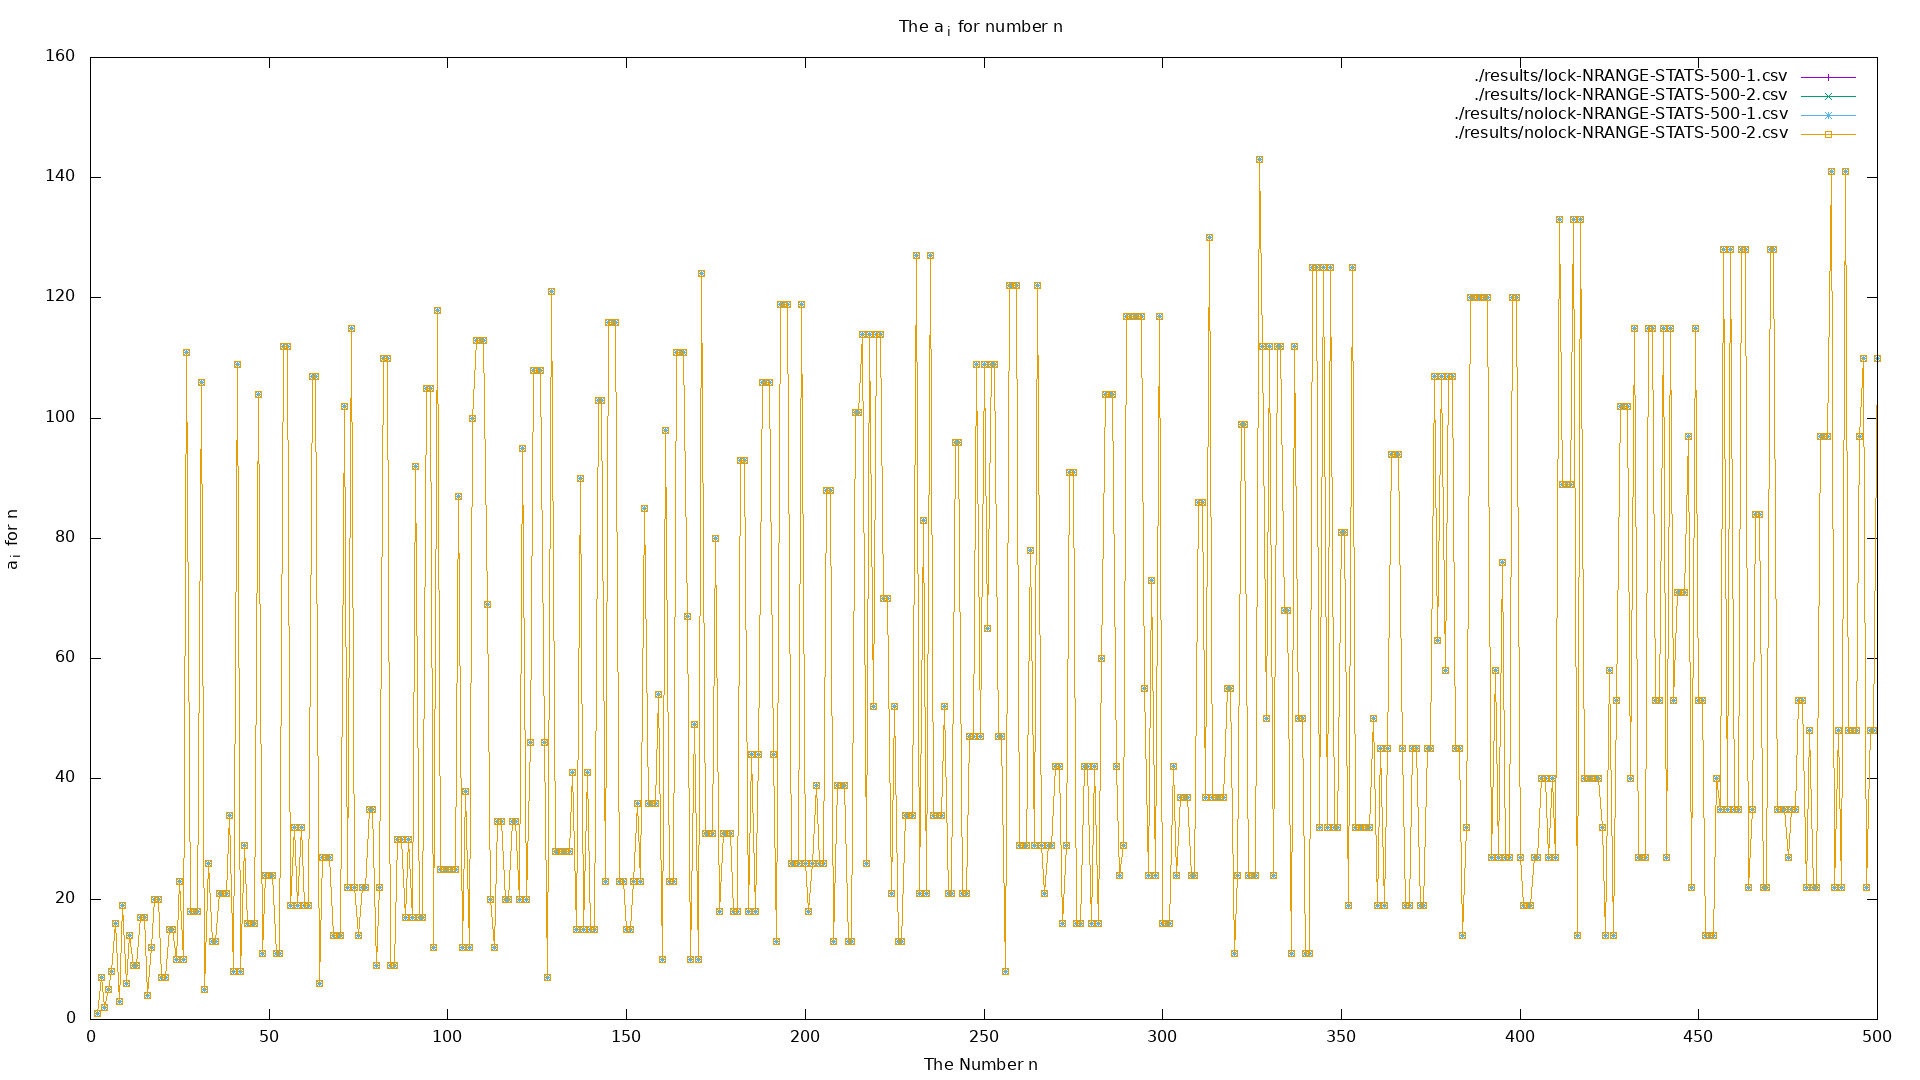 The a i for number n
./results/lock-NRANGE-STATS-500-1.csv
./results/lock-NRANGE-STATS-500-2.csv
./results/nolock-NRANGE-STATS-500-1.csv
./results/nolock-NRANGE-STATS-500-2.csv
160
140
120
100
80
60
40
20
0
a i for n
0 50 100 150 200 250 300 350 400 450 500
The Number n